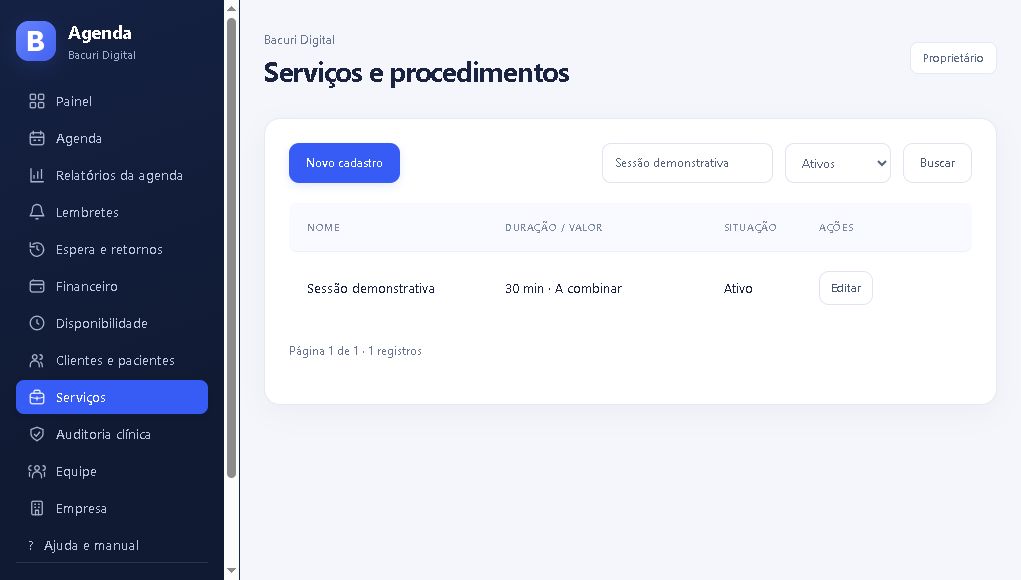 B
Agenda
Bacuri Digital
Painel
Agenda
Relatórios da agenda
Lembretes
Espera e retornos
Financeiro
Disponibilidade
Clientes e pacientes
Serviços
Auditoria clínica
Equipe
Empresa
? Ajuda e manual
Bacuri Digital
Serviços e procedimentos
Proprietário
Novo cadastro
Sessão demonstrativa
Ativos
Buscar
NOME DURAÇÃO / VALOR SITUAÇÃO AÇÕES
Sessão demonstrativa 30 min · A combinar Ativo Editar
Página 1 de 1 · 1 registros